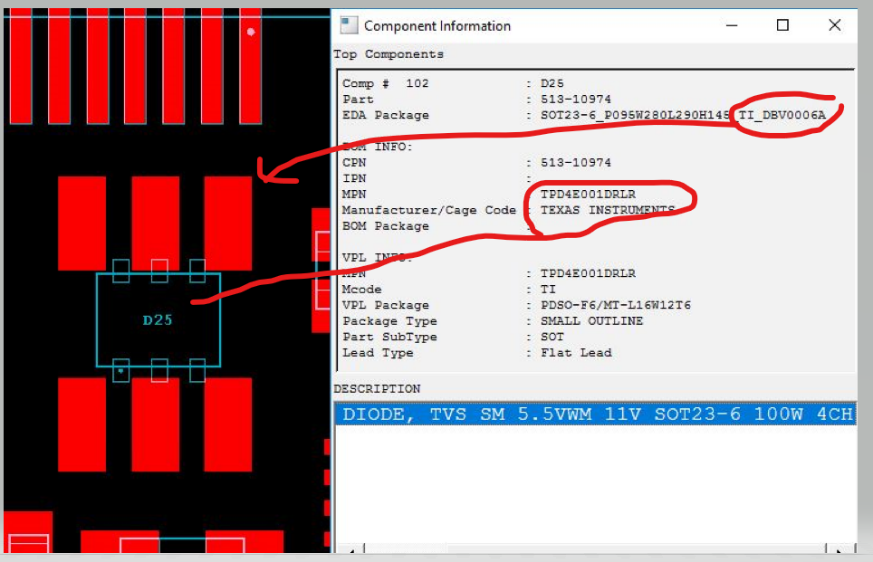 Component Information
Top Components
Comp # 102 : D25
Part : 513-10974
EDA Package : SOT23-6_P095W280L290H145_TI_DBV0006A
BOM INFO:
CPN : 513-10974
IPN :
MPN TPD4E001DRLR
Manufacturer/Cage Code : TEXAS INSTRUMENTS
BOM Package :
VPL INFO:
MPN : TPD4E001DRLR
Mcode : TI
VPL Package : PDSO-F6/MT-L16W12T6
Package Type : SMALL OUTLINE
Part SubType : SOT
Lead Type : Flat Lead
D25
DESCRIPTION
DIODE, TVS SM 5.5VWM 11V SOT23-6 100W 4CH